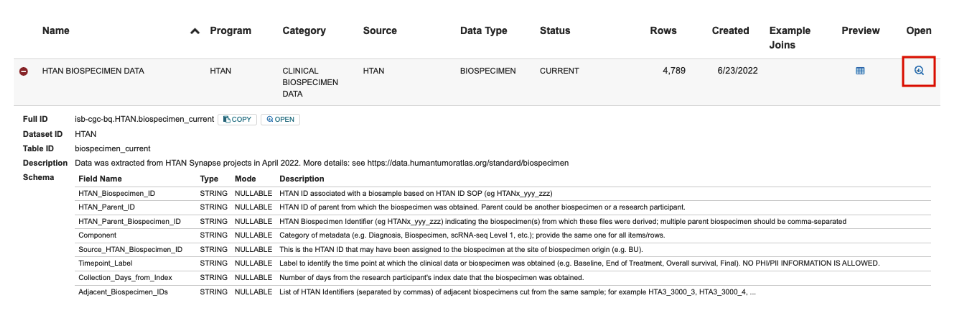 Name Program Category Source Data Type Status Rows Created Example Joins Preview Open
HTAN BIOSPECIMEN DATA HTAN CLINICAL BIOSPECIMEN DATA HTAN BIOSPECIMEN CURRENT 4,789 6/23/2022
Full ID isb-cgc-bq.HTAN.biospecimen_current COPY OPEN
Dataset ID HTAN
Table ID biospecimen_current
Description Data was extracted from HTAN Synapse projects in April 2022. More details: see https://data.humantumoratlas.org/standard/biospecimen
Schema Field Name Type Mode Description
HTAN_Biospecimen_ID STRING NULLABLE HTAN ID associated with a biosample based on HTAN ID SOP (eg HTANx_yyy_zzz)
HTAN_Parent_ID STRING NULLABLE HTAN ID of parent from which the biospecimen was obtained. Parent could be another biospecimen or a research participant.
HTAN_Parent_Biospecimen_ID STRING NULLABLE HTAN Biospecimen Identifier (eg HTANx_yyy_zzz) indicating the biospecimen(s) from which these files were derived; multiple parent biospecimen should be comma-separated
Component STRING NULLABLE Category of metadata (e.g. Diagnosis, Biospecimen, scRNA-seq Level 1, etc.); provide the same one for all items/rows.
Source_HTAN_Biospecimen_ID STRING NULLABLE This is the HTAN ID that may have been assigned to the biospecimen at the site of biospecimen origin (e.g. BU).
Timepoint_Label STRING NULLABLE Label to identify the time point at which the clinical data or biospecimen was obtained (e.g. Baseline, End of Treatment, Overall survival, Final). NO PHI/PII INFORMATION IS ALLOWED.
Collection_Days_from_Index STRING NULLABLE Number of days from the research participant's index date that the biospecimen was obtained.
Adjacent_Biospecimen_IDs STRING NULLABLE List of HTAN Identifiers (separated by commas) of adjacent biospecimens cut from the same sample; for example HTA3_3000_3, HTA3_3000_4, ...